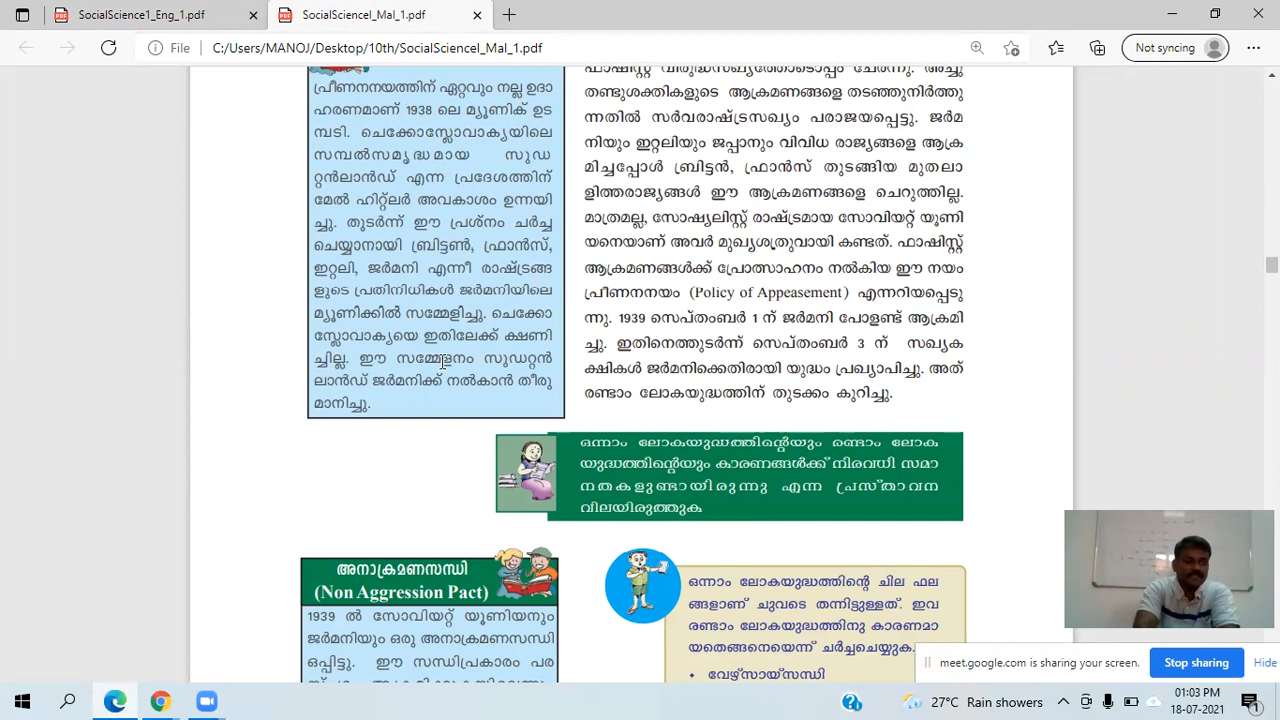 SocialScienceI_Eng_1.pdf
SocialScienceI_Mal_1.pdf
File C:/Users/MANOJ/Desktop/10th/SocialScienceI_Mal_1.pdf
Not syncing
പ്രീണനനയത്തിന് ഏറ്റവും നല്ല ഉദാ
ഹരണമാണ് 1938 ലെ മ്യൂണിക് ഉട
മ്പടി. ചെക്കോസ്ലോവാക്യയിലെ
സമ്പൽസമൃദ്ധമായ സുഡ
റ്റൻലാൻഡ് എന്ന പ്രദേശത്തിന്
മേൽ ഹിറ്റ്ലർ അവകാശം ഉന്നയി
ച്ചു. തുടർന്ന് ഈ പ്രശ്നം ചർച്ച
ചെയ്യാനായി ബ്രിട്ടൺ, ഫ്രാൻസ്,
ഇറ്റലി, ജർമനി എന്നീ രാഷ്ട്രങ്ങ
ളുടെ പ്രതിനിധികൾ ജർമനിയിലെ
മ്യൂണിക്കിൽ സമ്മേളിച്ചു. ചെക്കോ
സ്ലോവാക്യയെ ഇതിലേക്ക് ക്ഷണി
ച്ചില്ല. ഈ സമ്മേളനം സുഡറ്റൻ
ലാൻഡ് ജർമനിക്ക് നൽകാൻ തീരു
മാനിച്ചു.
ഫാഷിസ്റ്റ് വിരുദ്ധസഖ്യത്തോടൊപ്പം ചേർന്നു. അച്ചു
തണ്ടുശക്തികളുടെ ആക്രമണങ്ങളെ തടഞ്ഞുനിർത്തു
ന്നതിൽ സർവരാഷ്ട്രസഖ്യം പരാജയപ്പെട്ടു. ജർമ
നിയും ഇറ്റലിയും ജപ്പാനും വിവിധ രാജ്യങ്ങളെ ആക്ര
മിച്ചപ്പോൾ ബ്രിട്ടൻ, ഫ്രാൻസ് തുടങ്ങിയ മുതലാ
ളിത്തരാജ്യങ്ങൾ ഈ ആക്രമണങ്ങളെ ചെറുത്തില്ല.
മാത്രമല്ല, സോഷ്യലിസ്റ്റ് രാഷ്ട്രമായ സോവിയറ്റ് യൂണി
യനെയാണ് അവർ മുഖ്യശത്രുവായി കണ്ടത്. ഫാഷിസ്റ്റ്
ആക്രമണങ്ങൾക്ക് പ്രോത്സാഹനം നൽകിയ ഈ നയം
പ്രീണനനയം (Policy of Appeasement) എന്നറിയപ്പെടു
ന്നു. 1939 സെപ്തംബർ 1 ന് ജർമനി പോളണ്ട് ആക്രമി
ച്ചു. ഇതിനെത്തുടർന്ന് സെപ്തംബർ 3 ന് സഖ്യക
ക്ഷികൾ ജർമനിക്കെതിരായി യുദ്ധം പ്രഖ്യാപിച്ചു. അത്
രണ്ടാം ലോകയുദ്ധത്തിന് തുടക്കം കുറിച്ചു.
ഒന്നാം ലോകയുദ്ധത്തിന്റെയും രണ്ടാം ലോക
യുദ്ധത്തിന്റെയും കാരണങ്ങൾക്ക് നിരവധി സമാ
നതകളുണ്ടായിരുന്നു എന്ന പ്രസ്താവന
വിലയിരുത്തുക
അനാക്രമണസന്ധി
(Non Aggression Pact)
1939 ൽ സോവിയറ്റ് യൂണിയനും
ജർമനിയും ഒരു അനാക്രമണസന്ധി
ഒപ്പിട്ടു. ഈ സന്ധിപ്രകാരം പര
ഒന്നാം ലോകയുദ്ധത്തിന്റെ ചില ഫല
ങ്ങളാണ് ചുവടെ തന്നിട്ടുള്ളത്. ഇവ
രണ്ടാം ലോകയുദ്ധത്തിനു കാരണമാ
യതെങ്ങനെയെന്ന് ചർച്ചചെയ്യുക.
• വേഴ്സായ്സന്ധി
meet.google.com is sharing your screen.
Stop sharing
Hide
27°C Rain showers
01:03 PM
18-07-2021